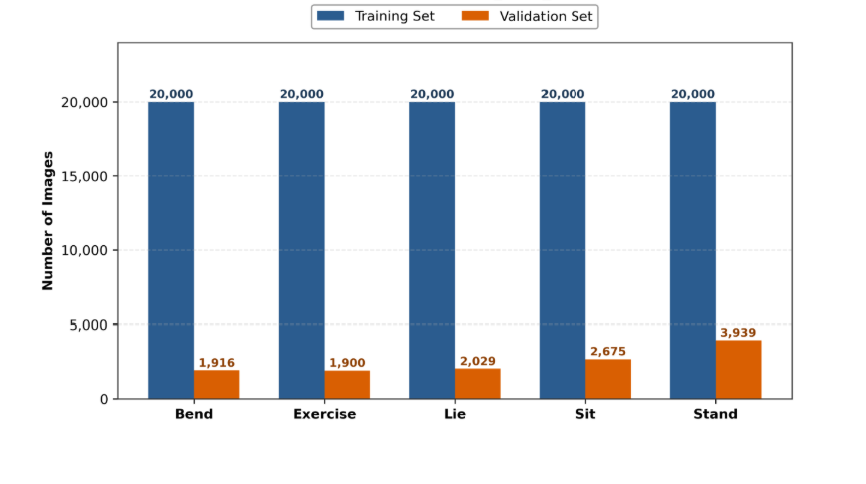 Training Set Validation Set
20,000 20,000 20,000 20,000 20,000
20,000
15,000
10,000
5,000
0
Number of Images
1,916 1,900 2,029 2,675 3,939
Bend Exercise Lie Sit Stand